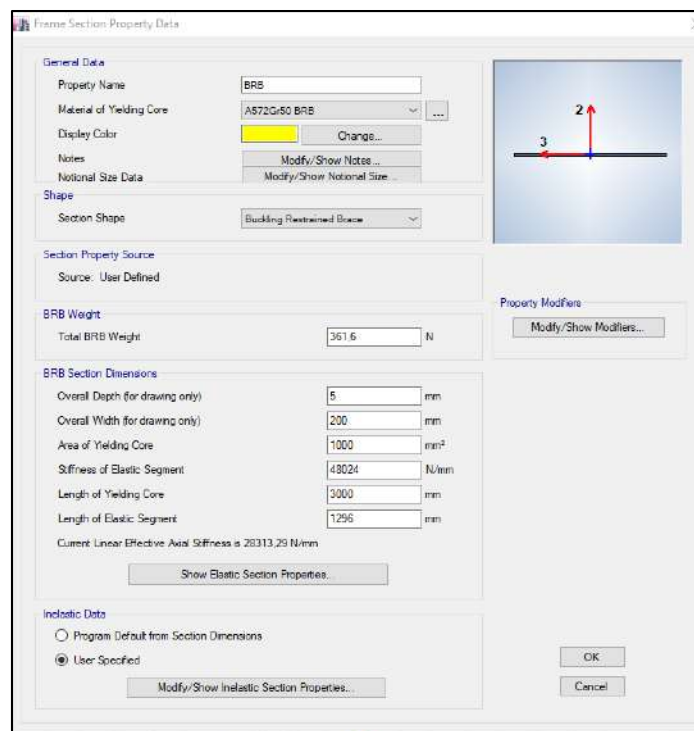 Frame Section Property Data
General Data
Property Name BRB
Material of Yielding Core A572Gr50 BRB ...
Display Color Change...
Notes Modify/Show Notes...
Notional Size Data Modify/Show Notional Size...
2
3
Shape
Section Shape Buckling Restrained Brace
Section Property Source
Source: User Defined
Property Modifiers
Modify/Show Modifiers...
BRB Weight
Total BRB Weight 361,6 N
BRB Section Dimensions
Overall Depth (for drawing only) 5 mm
Overall Width (for drawing only) 200 mm
Area of Yielding Core 1000 mm²
Stiffness of Elastic Segment 48024 N/mm
Length of Yielding Core 3000 mm
Length of Elastic Segment 1296 mm
Current Linear Effective Axial Stiffness is 28313,29 N/mm
Show Elastic Section Properties...
Inelastic Data
Program Default from Section Dimensions
User Specified
Modify/Show Inelastic Section Properties...
OK
Cancel